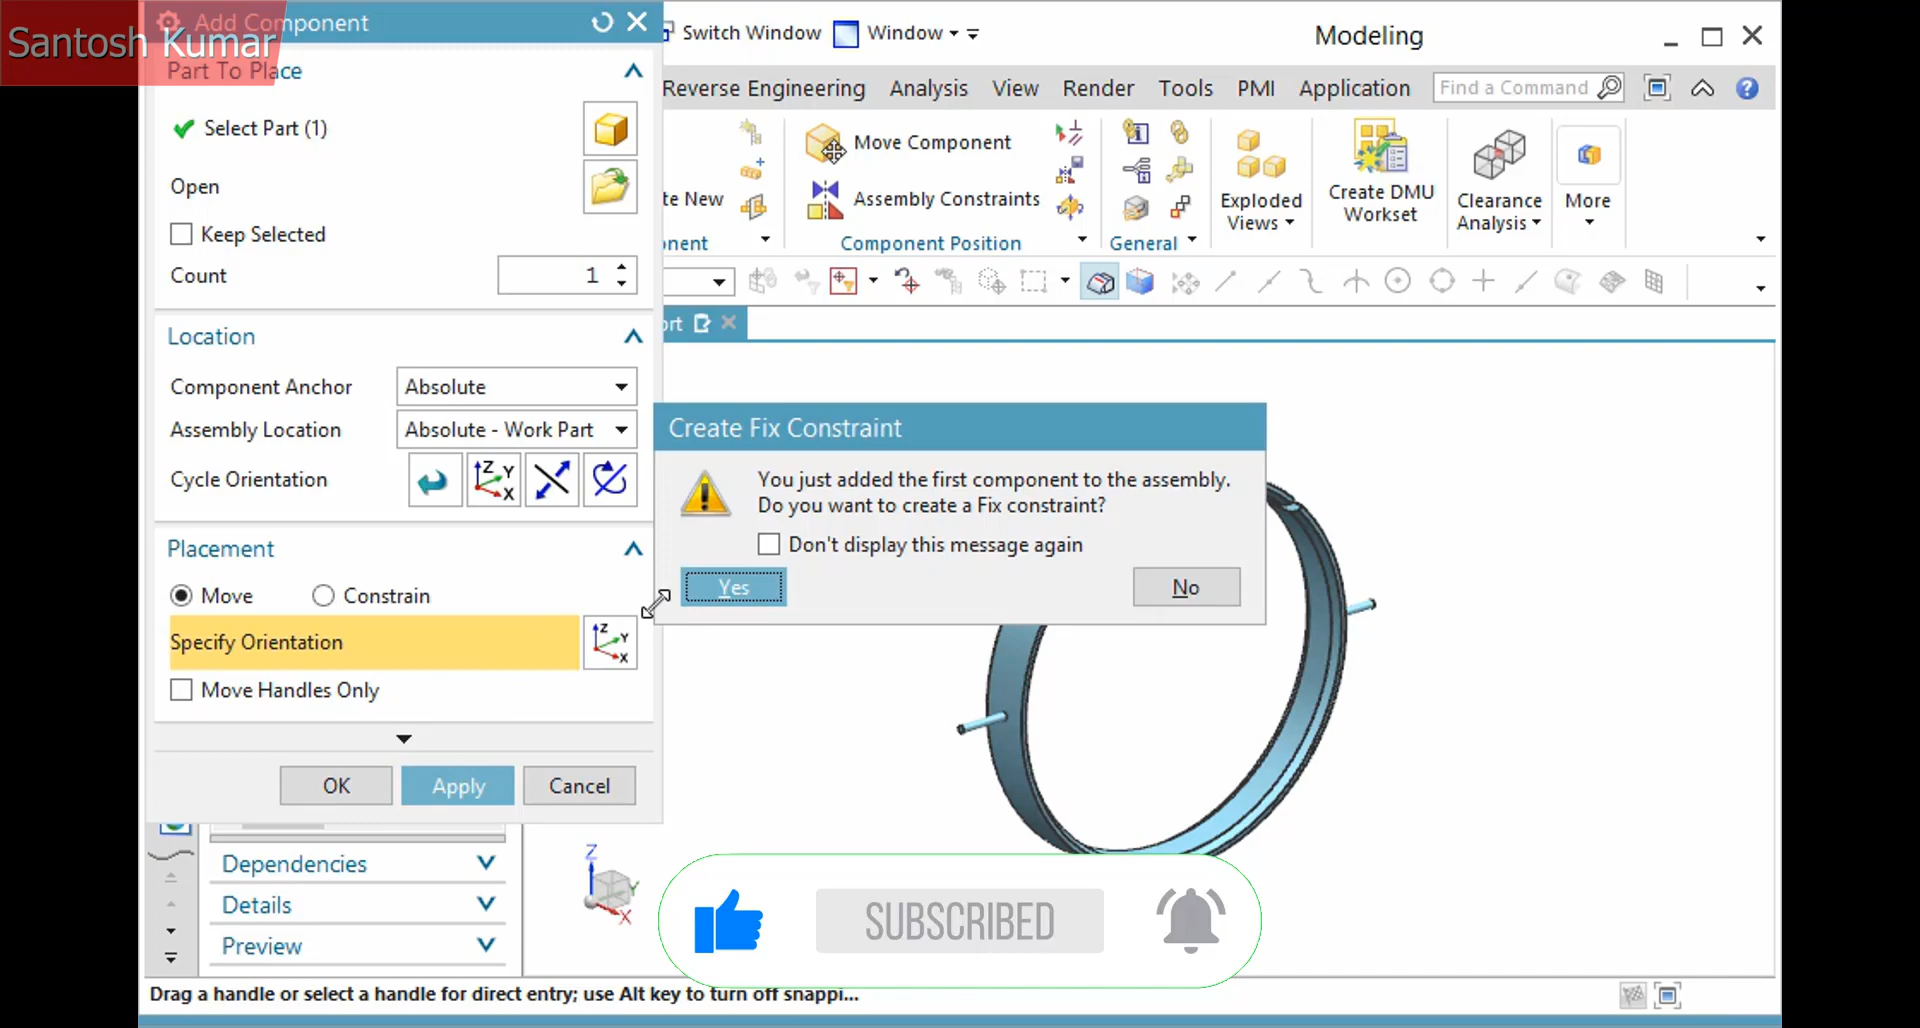 Santosh Kumar
Add Component
Switch Window
Window
Modeling
Part To Place
Reverse Engineering
Analysis
View
Render
Tools
PMI
Application
Find a Command
Select Part (1)
Open
Keep Selected
Count
1
te New
nent
Move Component
Assembly Constraints
Component Position
General
Exploded
Views
Create DMU
Workset
Clearance
Analysis
More
ort
Location
Component Anchor
Absolute
Assembly Location
Absolute - Work Part
Cycle Orientation
Z
Y
X
Create Fix Constraint
You just added the first component to the assembly.
Do you want to create a Fix constraint?
Don't display this message again
Yes
No
Placement
Move
Constrain
Specify Orientation
Z
Y
X
Move Handles Only
OK
Apply
Cancel
Dependencies
Details
Preview
Z
Y
X
SUBSCRIBED
Drag a handle or select a handle for direct entry; use Alt key to turn off snappi...